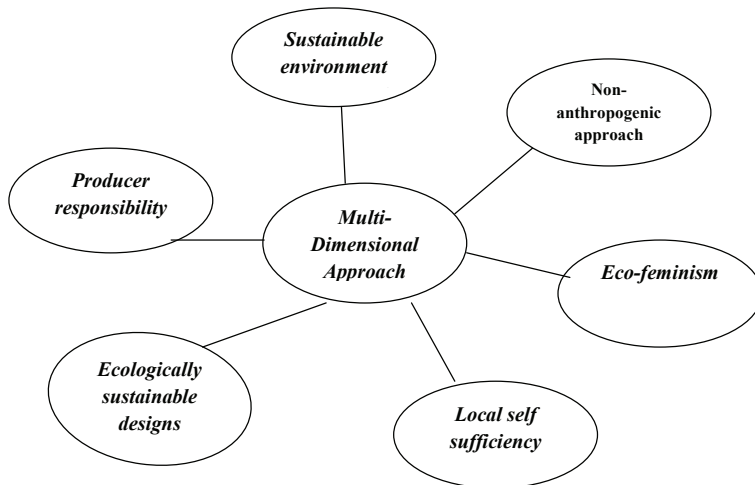 Sustainable
environment
Non-
anthropogenic
approach
Producer
responsibility
Multi-
Dimensional
Approach
Eco-feminism
Ecologically
sustainable
designs
Local self
sufficiency